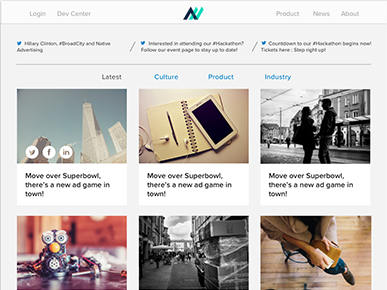 Login Dev Center Product News About
Hillary Clinton, #BroadCity and Native
Advertising
Interested in attending our #Hackathon?
Follow our event page to stay up to date!
Countdown to our #Hackathon begins now!
Tickets here : Step right up!
Latest Culture Product Industry
Move over Superbowl,
there's a new ad game in
town!
Move over Superbowl,
there's a new ad game in
town!
Move over Superbowl,
there's a new ad game in
town!